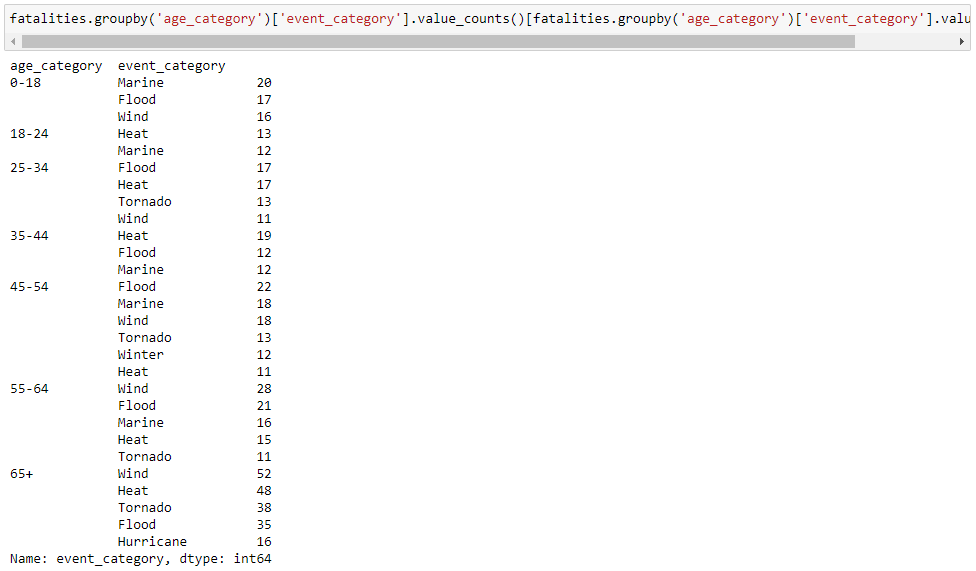 fatalities.groupby('age_category')['event_category'].value_counts()[fatalities.groupby('age_category')['event_category'].valu
age_category  event_category
0-18          Marine            20
              Flood             17
              Wind              16
18-24         Heat              13
              Marine            12
25-34         Flood             17
              Heat              17
              Tornado           13
              Wind              11
35-44         Heat              19
              Flood             12
              Marine            12
45-54         Flood             22
              Marine            18
              Wind              18
              Tornado           13
              Winter            12
              Heat              11
55-64         Wind              28
              Flood             21
              Marine            16
              Heat              15
              Tornado           11
65+           Wind              52
              Heat              48
              Tornado           38
              Flood             35
              Hurricane         16
Name: event_category, dtype: int64